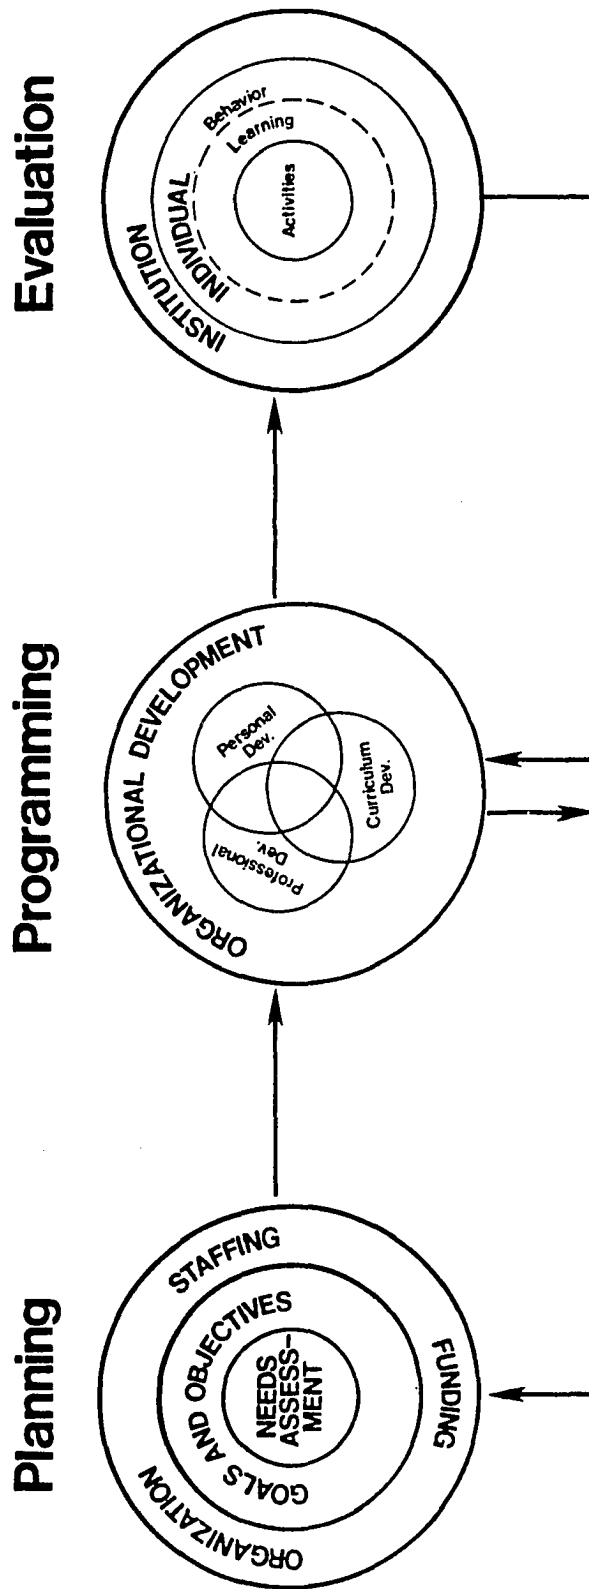 Planning
ORGANIZATION
STAFFING
FUNDING
GOALS AND OBJECTIVES
NEEDS
ASSESS-
MENT
Programming
ORGANIZATIONAL DEVELOPMENT
Professional
Dev.
Personal
Dev.
Curriculum
Dev.
Evaluation
INSTITUTION
INDIVIDUAL
Behavior
Learning
Activities